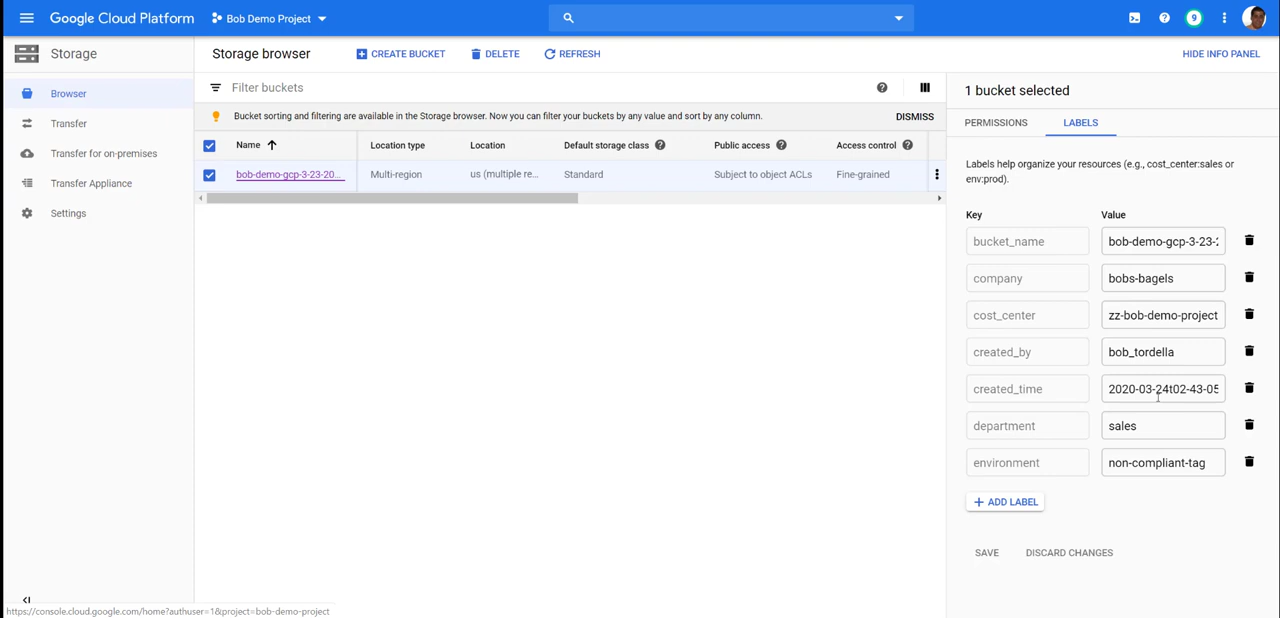 Google Cloud Platform
Bob Demo Project
9
Storage
Storage browser
CREATE BUCKET
DELETE
REFRESH
HIDE INFO PANEL
Browser
Transfer
Transfer for on-premises
Transfer Appliance
Settings
Filter buckets
Bucket sorting and filtering are available in the Storage browser. Now you can filter your buckets by any value and sort by any column.
DISMISS
Name
Location type
Location
Default storage class
Public access
Access control
bob-demo-gcp-3-23-20...
Multi-region
us (multiple re...
Standard
Subject to object ACLs
Fine-grained
1 bucket selected
PERMISSIONS
LABELS
Labels help organize your resources (e.g., cost_center:sales or
env:prod).
Key
Value
bucket_name
bob-demo-gcp-3-23-
company
bobs-bagels
cost_center
zz-bob-demo-project
created_by
bob_tordella
created_time
2020-03-24t02-43-05
department
sales
environment
non-compliant-tag
ADD LABEL
SAVE
DISCARD CHANGES
https://console.cloud.google.com/home?authuser=1&project=bob-demo-project